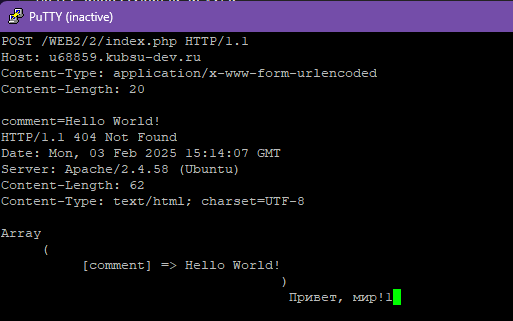 PuTTY (inactive)
POST /WEB2/2/index.php HTTP/1.1
Host: u68859.kubsu-dev.ru
Content-Type: application/x-www-form-urlencoded
Content-Length: 20

comment=Hello World!
HTTP/1.1 404 Not Found
Date: Mon, 03 Feb 2025 15:14:07 GMT
Server: Apache/2.4.58 (Ubuntu)
Content-Length: 62
Content-Type: text/html; charset=UTF-8

Array
(
[comment] => Hello World!
)
Привет, мир!1